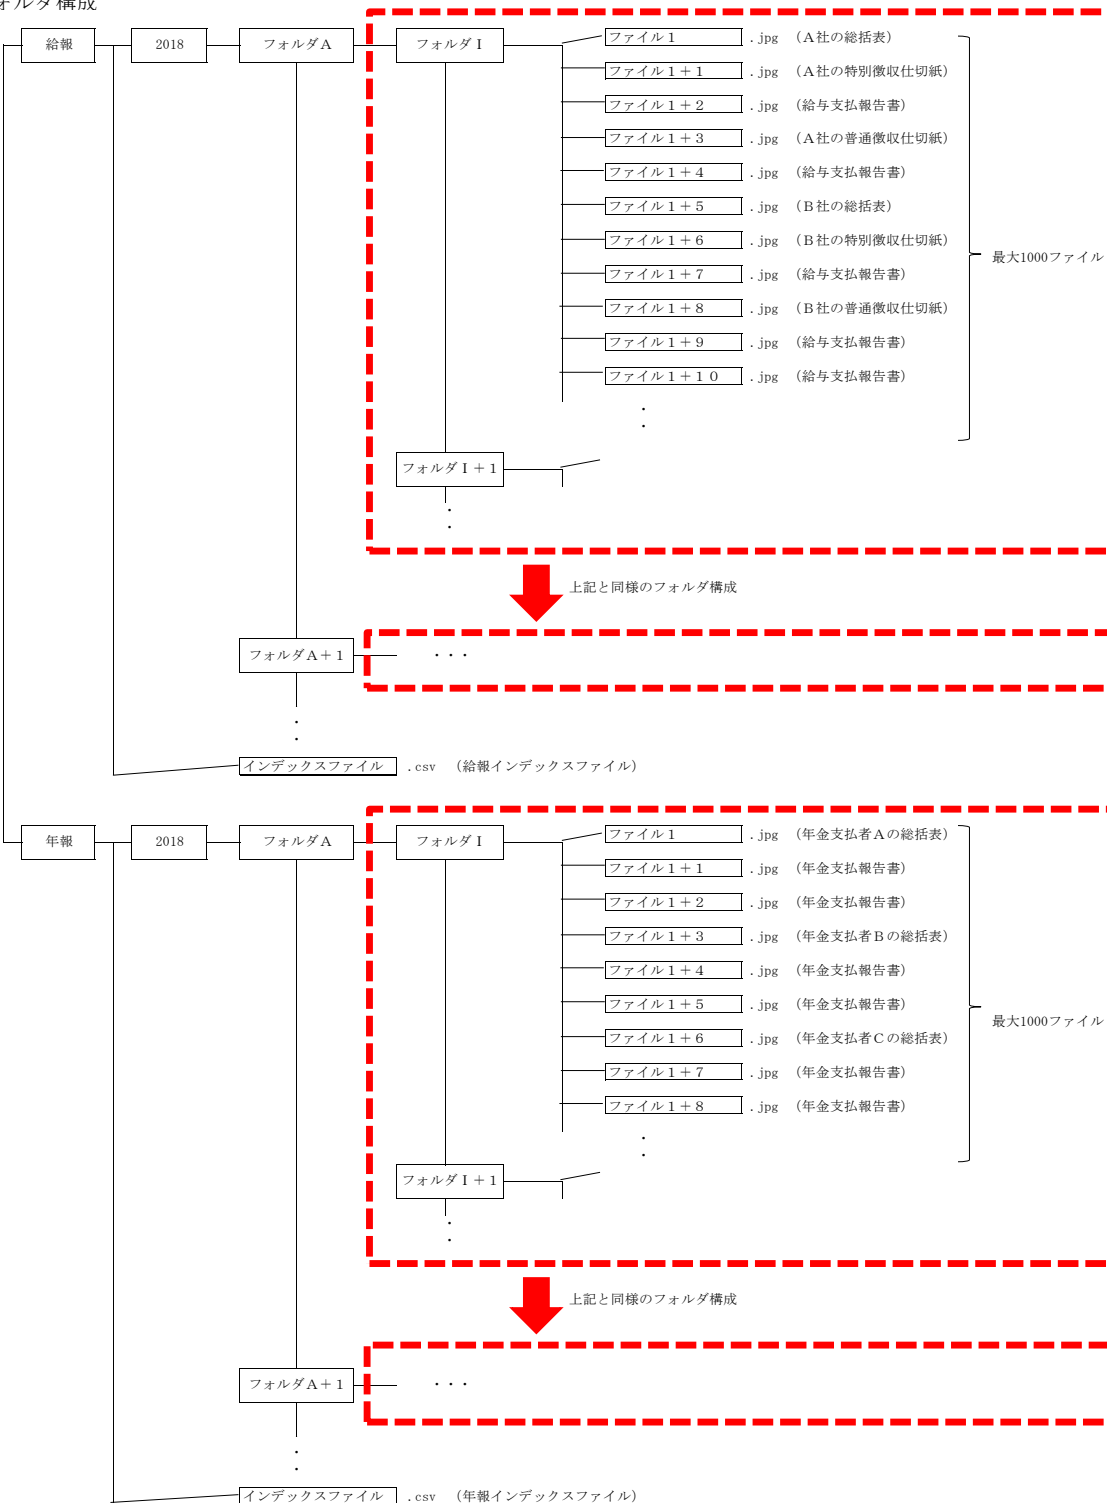 フォルダ構成
給報 2018 フォルダA フォルダⅠ ファイル1 .jpg （A社の総括表）
ファイル1+1 .jpg （A社の特別徴収仕切紙）
ファイル1+2 .jpg （給与支払報告書）
ファイル1+3 .jpg （A社の普通徴収仕切紙）
ファイル1+4 .jpg （給与支払報告書）
ファイル1+5 .jpg （B社の総括表）
ファイル1+6 .jpg （B社の特別徴収仕切紙）
最大1000ファイル
ファイル1+7 .jpg （給与支払報告書）
ファイル1+8 .jpg （B社の普通徴収仕切紙）
ファイル1+9 .jpg （給与支払報告書）
ファイル1+10 .jpg （給与支払報告書）
・
・
フォルダⅠ+1
・
・
上記と同様のフォルダ構成
フォルダA+1 ・・・
・
・
インデックスファイル .csv （給報インデックスファイル）
年報 2018 フォルダA フォルダⅠ ファイル1 .jpg （年金支払者Aの総括表）
ファイル1+1 .jpg （年金支払報告書）
ファイル1+2 .jpg （年金支払報告書）
ファイル1+3 .jpg （年金支払者Bの総括表）
ファイル1+4 .jpg （年金支払報告書）
ファイル1+5 .jpg （年金支払報告書）
最大1000ファイル
ファイル1+6 .jpg （年金支払者Cの総括表）
ファイル1+7 .jpg （年金支払報告書）
ファイル1+8 .jpg （年金支払報告書）
・
・
フォルダⅠ+1
・
・
上記と同様のフォルダ構成
フォルダA+1 ・・・
・
・
インデックスファイル .csv （年報インデックスファイル）